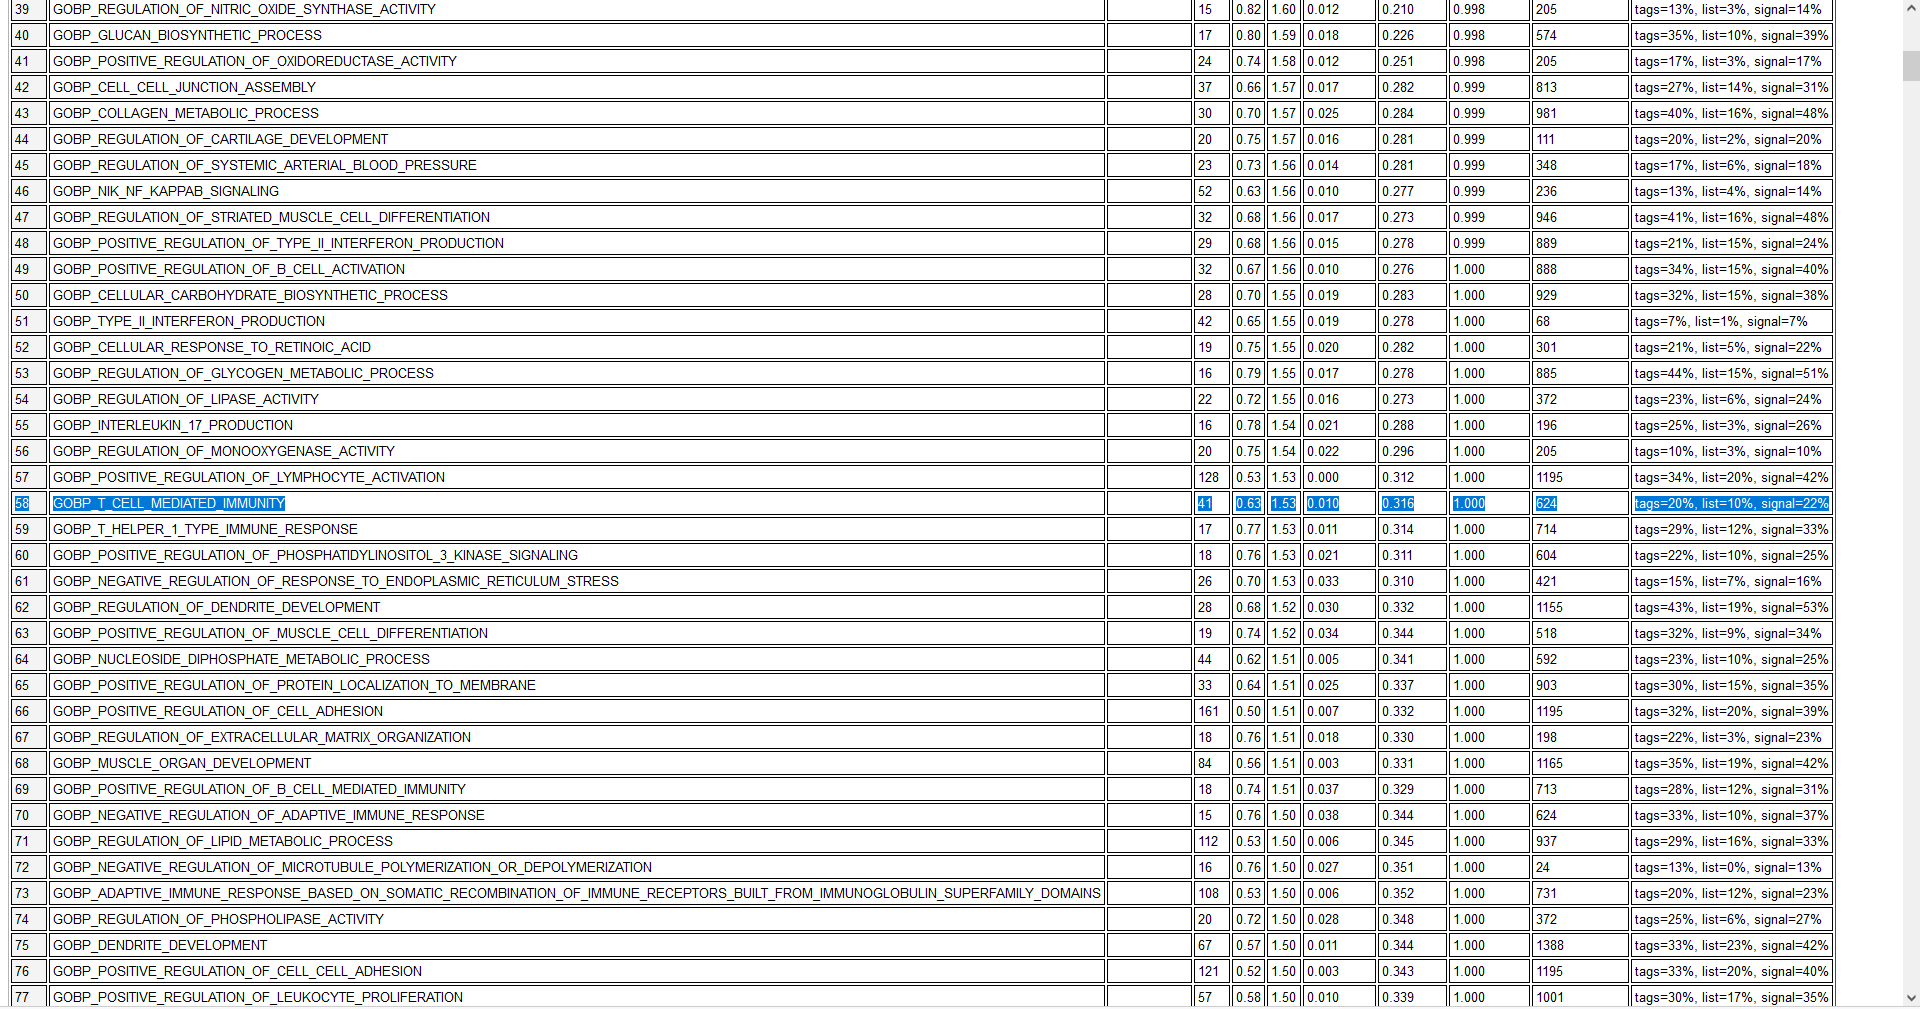 39 GOBP_REGULATION_OF_NITRIC_OXIDE_SYNTHASE_ACTIVITY 15 0.82 1.60 0.012 0.210 0.998 205 tags=13%, list=3%, signal=14%
40 GOBP_GLUCAN_BIOSYNTHETIC_PROCESS 17 0.80 1.59 0.018 0.226 0.998 574 tags=35%, list=10%, signal=39%
41 GOBP_POSITIVE_REGULATION_OF_OXIDOREDUCTASE_ACTIVITY 24 0.74 1.58 0.012 0.251 0.998 205 tags=17%, list=3%, signal=17%
42 GOBP_CELL_CELL_JUNCTION_ASSEMBLY 37 0.66 1.57 0.017 0.282 0.999 813 tags=27%, list=14%, signal=31%
43 GOBP_COLLAGEN_METABOLIC_PROCESS 30 0.70 1.57 0.025 0.284 0.999 981 tags=40%, list=16%, signal=48%
44 GOBP_REGULATION_OF_CARTILAGE_DEVELOPMENT 20 0.75 1.57 0.016 0.281 0.999 111 tags=20%, list=2%, signal=20%
45 GOBP_REGULATION_OF_SYSTEMIC_ARTERIAL_BLOOD_PRESSURE 23 0.73 1.56 0.014 0.281 0.999 348 tags=17%, list=6%, signal=18%
46 GOBP_NIK_NF_KAPPAB_SIGNALING 52 0.63 1.56 0.010 0.277 0.999 236 tags=13%, list=4%, signal=14%
47 GOBP_REGULATION_OF_STRIATED_MUSCLE_CELL_DIFFERENTIATION 32 0.68 1.56 0.017 0.273 0.999 946 tags=41%, list=16%, signal=48%
48 GOBP_POSITIVE_REGULATION_OF_TYPE_II_INTERFERON_PRODUCTION 29 0.68 1.56 0.015 0.278 0.999 889 tags=21%, list=15%, signal=24%
49 GOBP_POSITIVE_REGULATION_OF_B_CELL_ACTIVATION 32 0.67 1.56 0.010 0.276 1.000 888 tags=34%, list=15%, signal=40%
50 GOBP_CELLULAR_CARBOHYDRATE_BIOSYNTHETIC_PROCESS 28 0.70 1.55 0.019 0.283 1.000 929 tags=32%, list=15%, signal=38%
51 GOBP_TYPE_II_INTERFERON_PRODUCTION 42 0.65 1.55 0.019 0.278 1.000 68 tags=7%, list=1%, signal=7%
52 GOBP_CELLULAR_RESPONSE_TO_RETINOIC_ACID 19 0.75 1.55 0.020 0.282 1.000 301 tags=21%, list=5%, signal=22%
53 GOBP_REGULATION_OF_GLYCOGEN_METABOLIC_PROCESS 16 0.79 1.55 0.017 0.278 1.000 885 tags=44%, list=15%, signal=51%
54 GOBP_REGULATION_OF_LIPASE_ACTIVITY 22 0.72 1.55 0.016 0.273 1.000 372 tags=23%, list=6%, signal=24%
55 GOBP_INTERLEUKIN_17_PRODUCTION 16 0.78 1.54 0.021 0.288 1.000 196 tags=25%, list=3%, signal=26%
56 GOBP_REGULATION_OF_MONOOXYGENASE_ACTIVITY 20 0.75 1.54 0.022 0.296 1.000 205 tags=10%, list=3%, signal=10%
57 GOBP_POSITIVE_REGULATION_OF_LYMPHOCYTE_ACTIVATION 128 0.53 1.53 0.000 0.312 1.000 1195 tags=34%, list=20%, signal=42%
58 GOBP_T_CELL_MEDIATED_IMMUNITY 41 0.63 1.53 0.010 0.316 1.000 624 tags=20%, list=10%, signal=22%
59 GOBP_T_HELPER_1_TYPE_IMMUNE_RESPONSE 17 0.77 1.53 0.011 0.314 1.000 714 tags=29%, list=12%, signal=33%
60 GOBP_POSITIVE_REGULATION_OF_PHOSPHATIDYLINOSITOL_3_KINASE_SIGNALING 18 0.76 1.53 0.021 0.311 1.000 604 tags=22%, list=10%, signal=25%
61 GOBP_NEGATIVE_REGULATION_OF_RESPONSE_TO_ENDOPLASMIC_RETICULUM_STRESS 26 0.70 1.53 0.033 0.310 1.000 421 tags=15%, list=7%, signal=16%
62 GOBP_REGULATION_OF_DENDRITE_DEVELOPMENT 28 0.68 1.52 0.030 0.332 1.000 1155 tags=43%, list=19%, signal=53%
63 GOBP_POSITIVE_REGULATION_OF_MUSCLE_CELL_DIFFERENTIATION 19 0.74 1.52 0.034 0.344 1.000 518 tags=32%, list=9%, signal=34%
64 GOBP_NUCLEOSIDE_DIPHOSPHATE_METABOLIC_PROCESS 44 0.62 1.51 0.005 0.341 1.000 592 tags=23%, list=10%, signal=25%
65 GOBP_POSITIVE_REGULATION_OF_PROTEIN_LOCALIZATION_TO_MEMBRANE 33 0.64 1.51 0.025 0.337 1.000 903 tags=30%, list=15%, signal=35%
66 GOBP_POSITIVE_REGULATION_OF_CELL_ADHESION 161 0.50 1.51 0.007 0.332 1.000 1195 tags=32%, list=20%, signal=39%
67 GOBP_REGULATION_OF_EXTRACELLULAR_MATRIX_ORGANIZATION 18 0.76 1.51 0.018 0.330 1.000 198 tags=22%, list=3%, signal=23%
68 GOBP_MUSCLE_ORGAN_DEVELOPMENT 84 0.56 1.51 0.003 0.331 1.000 1165 tags=35%, list=19%, signal=42%
69 GOBP_POSITIVE_REGULATION_OF_B_CELL_MEDIATED_IMMUNITY 18 0.74 1.51 0.037 0.329 1.000 713 tags=28%, list=12%, signal=31%
70 GOBP_NEGATIVE_REGULATION_OF_ADAPTIVE_IMMUNE_RESPONSE 15 0.76 1.50 0.038 0.344 1.000 624 tags=33%, list=10%, signal=37%
71 GOBP_REGULATION_OF_LIPID_METABOLIC_PROCESS 112 0.53 1.50 0.006 0.345 1.000 937 tags=29%, list=16%, signal=33%
72 GOBP_NEGATIVE_REGULATION_OF_MICROTUBULE_POLYMERIZATION_OR_DEPOLYMERIZATION 16 0.76 1.50 0.027 0.351 1.000 24 tags=13%, list=0%, signal=13%
73 GOBP_ADAPTIVE_IMMUNE_RESPONSE_BASED_ON_SOMATIC_RECOMBINATION_OF_IMMUNE_RECEPTORS_BUILT_FROM_IMMUNOGLOBULIN_SUPERFAMILY_DOMAINS 108 0.53 1.50 0.006 0.352 1.000 731 tags=20%, list=12%, signal=23%
74 GOBP_REGULATION_OF_PHOSPHOLIPASE_ACTIVITY 20 0.72 1.50 0.028 0.348 1.000 372 tags=25%, list=6%, signal=27%
75 GOBP_DENDRITE_DEVELOPMENT 67 0.57 1.50 0.011 0.344 1.000 1388 tags=33%, list=23%, signal=42%
76 GOBP_POSITIVE_REGULATION_OF_CELL_CELL_ADHESION 121 0.52 1.50 0.003 0.343 1.000 1195 tags=33%, list=20%, signal=40%
77 GOBP_POSITIVE_REGULATION_OF_LEUKOCYTE_PROLIFERATION 57 0.58 1.50 0.010 0.339 1.000 1001 tags=30%, list=17%, signal=35%